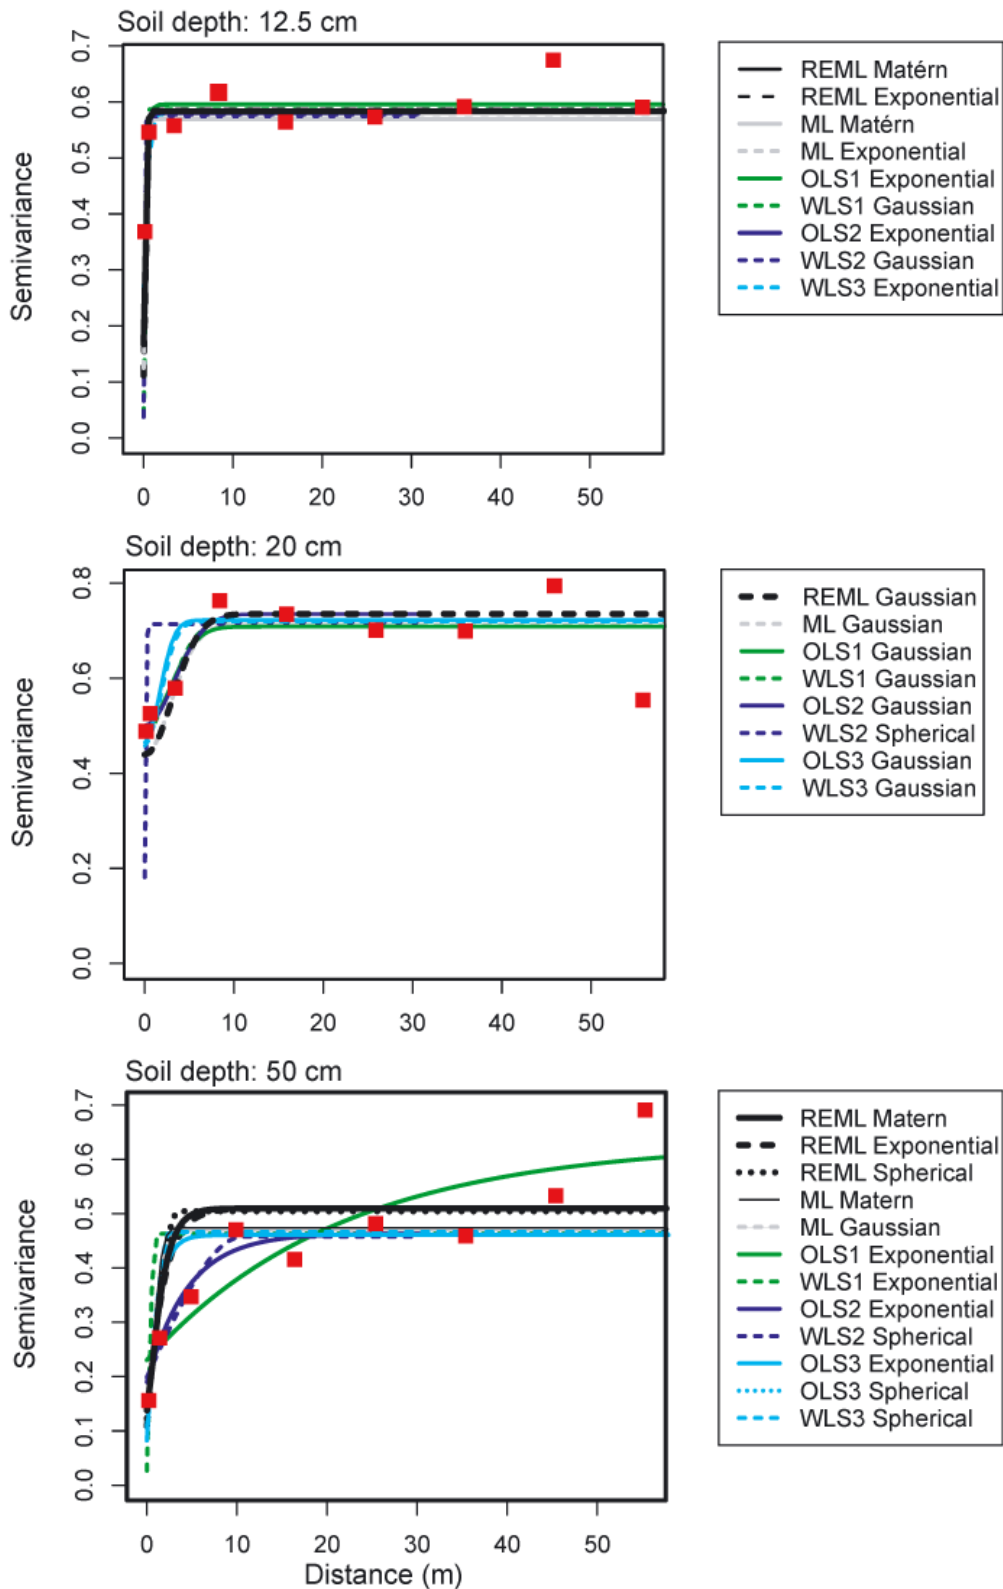 Soil depth: 12.5 cm
0.7
0.6
0.5
0.4
0.3
0.2
0.1
0.0
Semivariance
0 10 20 30 40 50
REML Matérn
REML Exponential
ML Matérn
ML Exponential
OLS1 Exponential
WLS1 Gaussian
OLS2 Exponential
WLS2 Gaussian
WLS3 Exponential
Soil depth: 20 cm
0.8
0.6
0.4
0.2
0.0
Semivariance
0 10 20 30 40 50
REML Gaussian
ML Gaussian
OLS1 Gaussian
WLS1 Gaussian
OLS2 Gaussian
WLS2 Spherical
OLS3 Gaussian
WLS3 Gaussian
Soil depth: 50 cm
0.7
0.6
0.5
0.4
0.3
0.2
0.1
0.0
Semivariance
0 10 20 30 40 50
Distance (m)
REML Matern
REML Exponential
REML Spherical
ML Matern
ML Gaussian
OLS1 Exponential
WLS1 Exponential
OLS2 Exponential
WLS2 Spherical
OLS3 Exponential
OLS3 Spherical
WLS3 Spherical